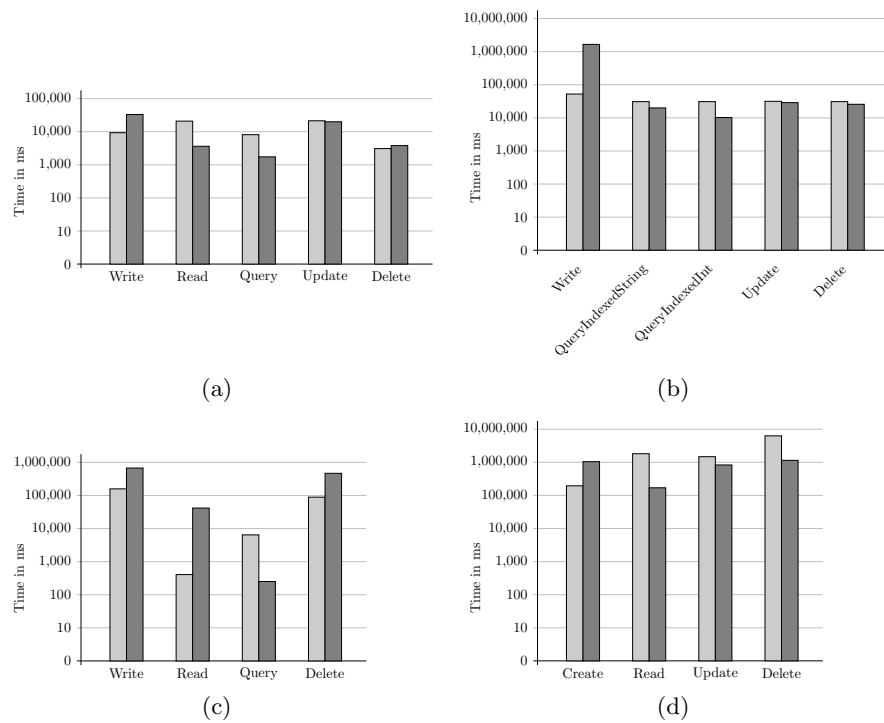 100,000
10,000
1,000
100
10
0
Time in ms
Write Read Query Update Delete
(a)
10,000,000
1,000,000
100,000
10,000
1,000
100
10
0
Time in ms
Write
QueryIndexedString
QueryIndexedInt
Update
Delete
(b)
1,000,000
100,000
10,000
1,000
100
10
0
Time in ms
Write Read Query Delete
(c)
10,000,000
1,000,000
100,000
10,000
1,000
100
10
0
Time in ms
Create Read Update Delete
(d)